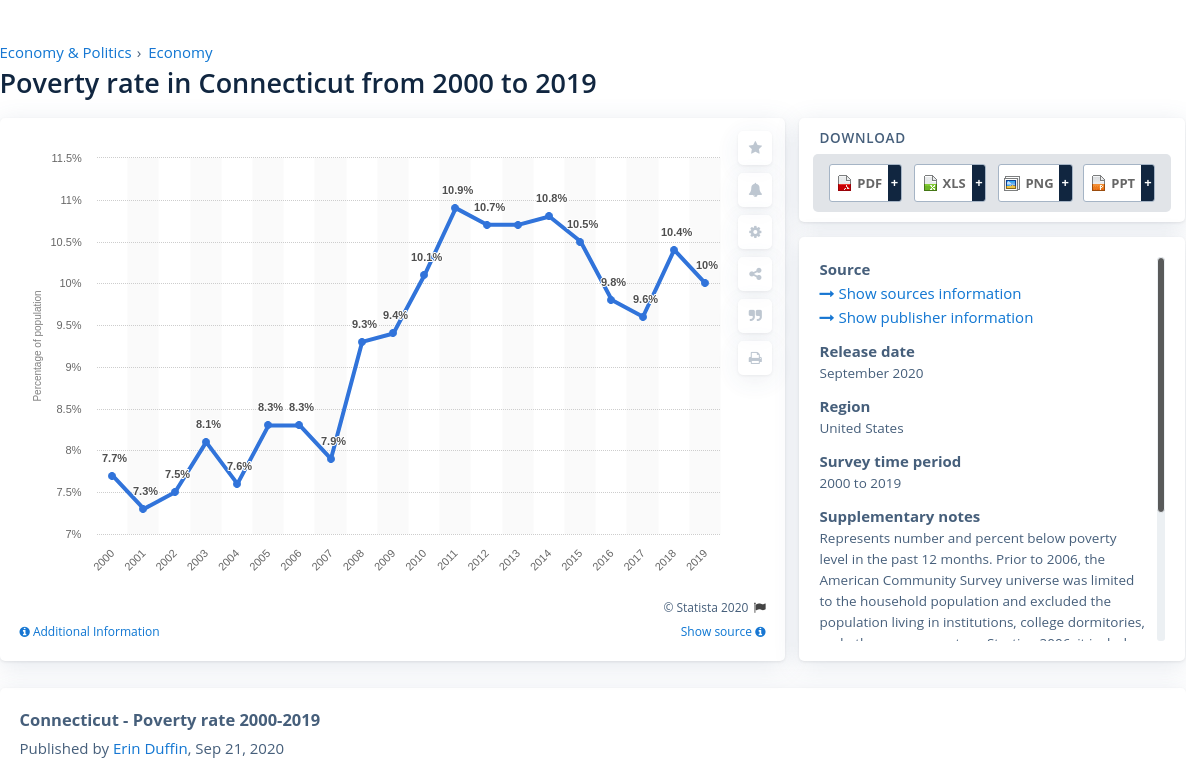 Economy & Politics › Economy
Poverty rate in Connecticut from 2000 to 2019
11.5%
11%
10.5%
10%
9.5%
9%
8.5%
8%
7.5%
7%
Percentage of population
7.7%
7.3%
7.5%
8.1%
7.6%
8.3%
8.3%
7.9%
9.3%
9.4%
10.1%
10.9%
10.7%
10.8%
10.5%
9.8%
9.6%
10.4%
10%
2000
2001
2002
2003
2004
2005
2006
2007
2008
2009
2010
2011
2012
2013
2014
2015
2016
2017
2018
2019
© Statista 2020
Additional Information
Show source
DOWNLOAD
PDF +
XLS +
PNG +
PPT +
Source
Show sources information
Show publisher information
Release date
September 2020
Region
United States
Survey time period
2000 to 2019
Supplementary notes
Represents number and percent below poverty
level in the past 12 months. Prior to 2006, the
American Community Survey universe was limited
to the household population and excluded the
population living in institutions, college dormitories,
Connecticut - Poverty rate 2000-2019
Published by Erin Duffin, Sep 21, 2020